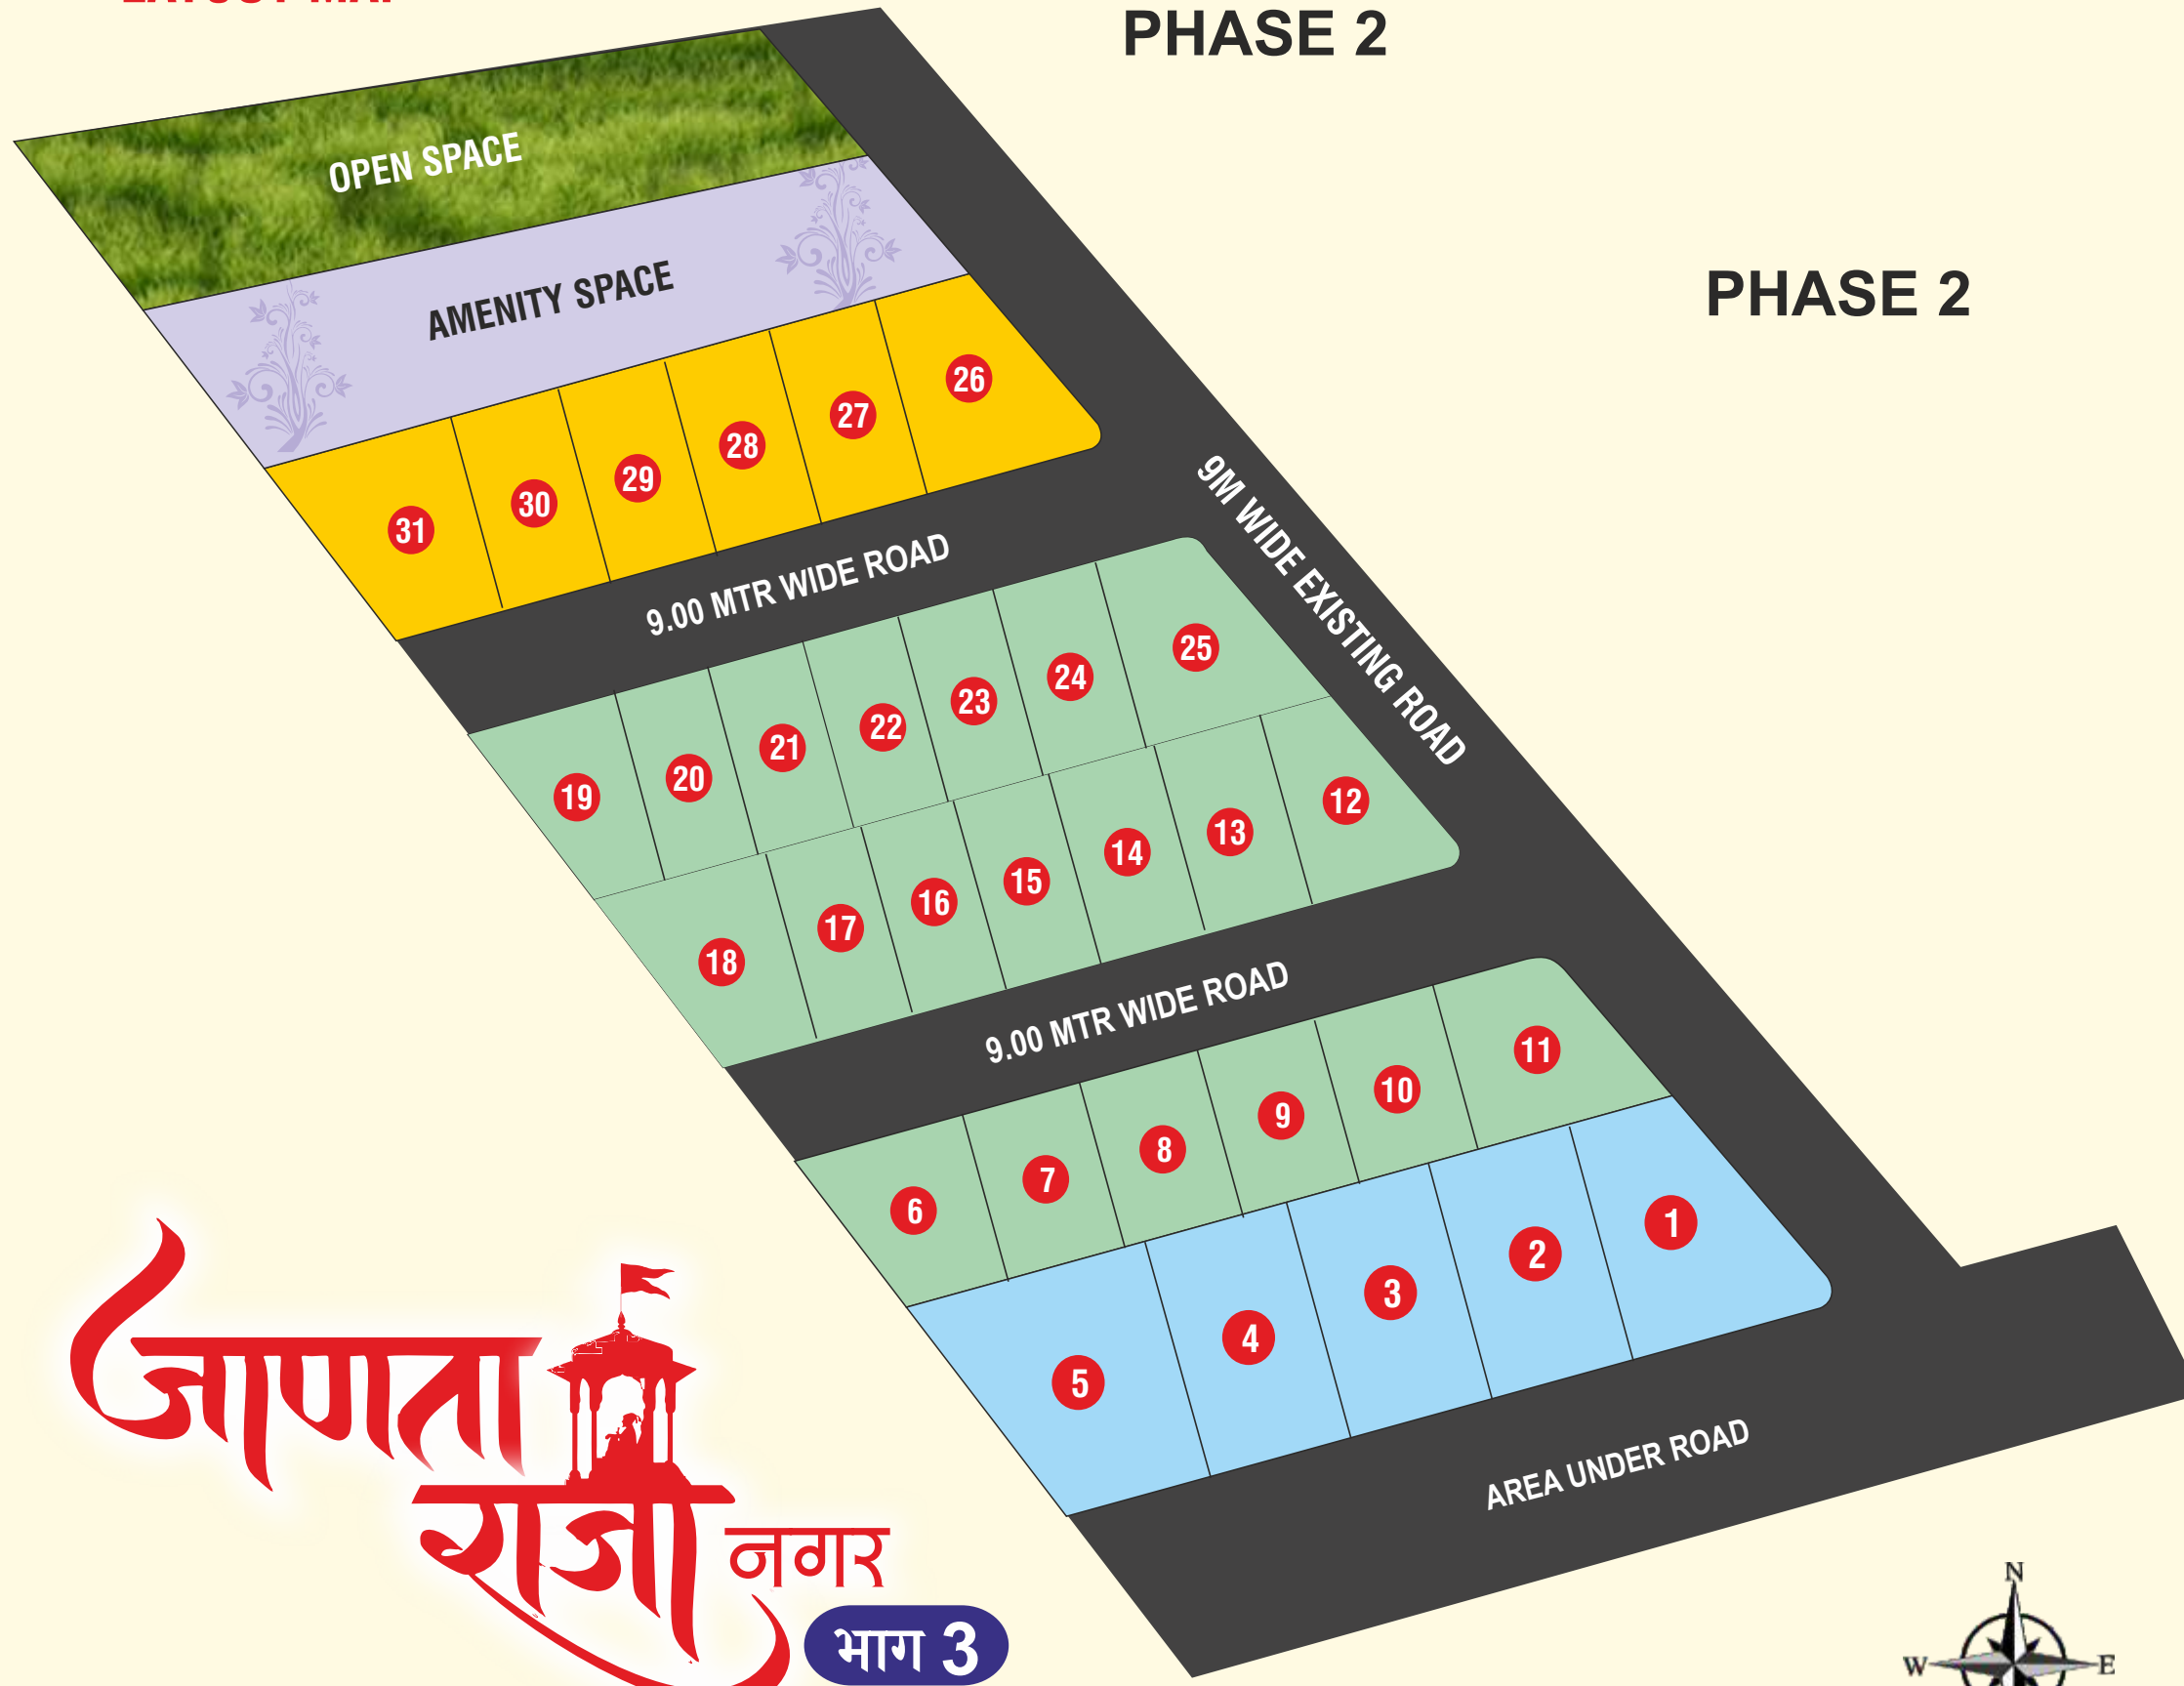 LAYOUT MAP
PHASE 2
OPEN SPACE
AMENITY SPACE
PHASE 2
26
27
28
29
30
31
9M WIDE EXISTING ROAD
9.00 MTR WIDE ROAD
25
24
23
22
21
20
19
12
13
14
15
16
17
18
9.00 MTR WIDE ROAD
11
10
9
8
7
6
1
2
3
4
5
AREA UNDER ROAD
जाणता
राजा नगर
भाग 3
N
W E